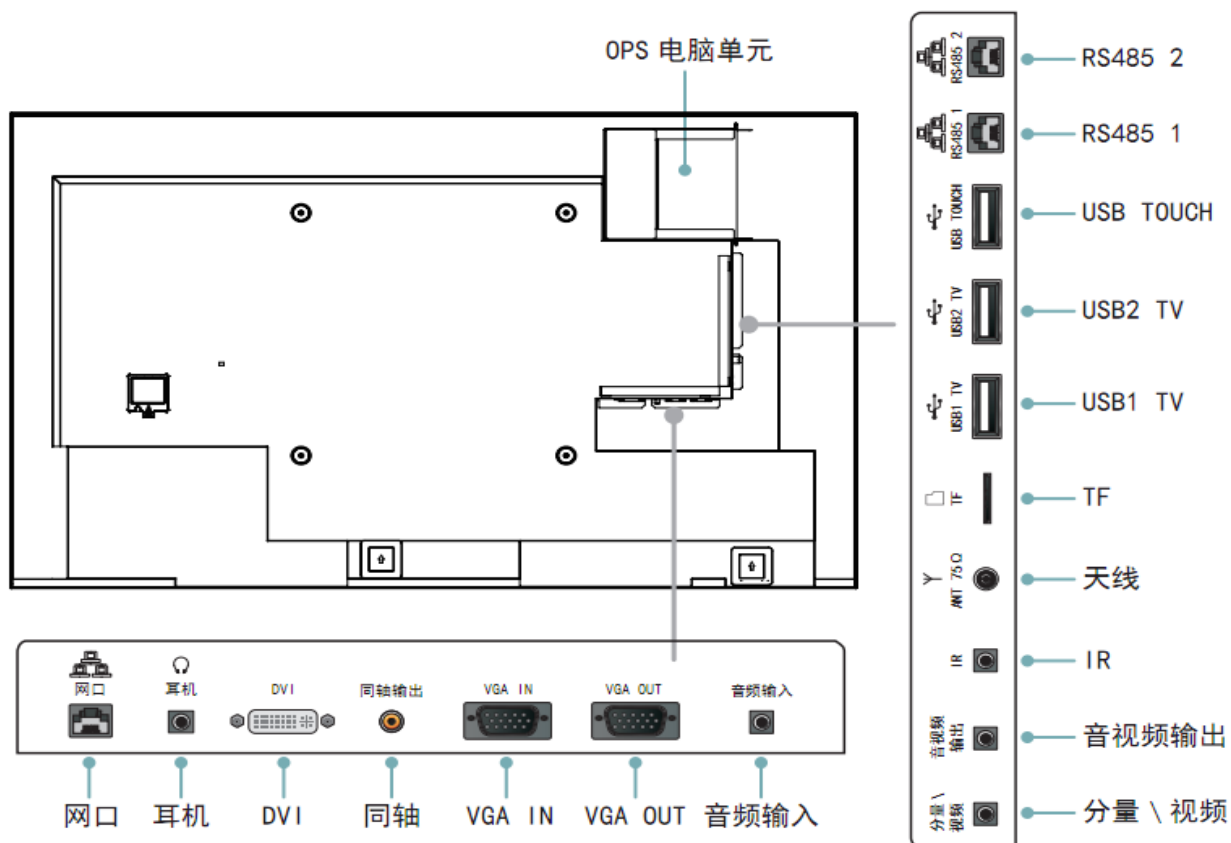 OPS 电脑单元
RS485 2
RS485 2
RS485 1
RS485 1
USB TOUCH
USB TOUCH
USB2 TV
USB2 TV
USB1 TV
USB1 TV
TF
TF
ANT 75Ω
天线
IR
IR
音视频
输出
音视频输出
分量\
视频
分量\视频
网口
耳机
DVI
同轴输出
VGA IN
VGA OUT
音频输入
网口
耳机
DVI
同轴
VGA IN
VGA OUT
音频输入